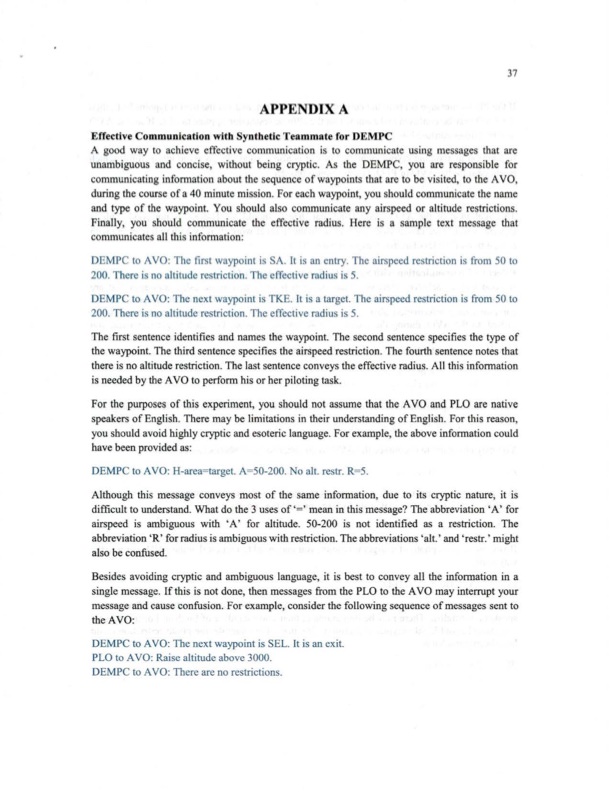 37
APPENDIX A
Effective Communication with Synthetic Teammate for DEMPC
A good way to achieve effective communication is to communicate using messages that are
unambiguous and concise, without being cryptic. As the DEMPC, you are responsible for
communicating information about the sequence of waypoints that are to be visited, to the AVO,
during the course of a 40 minute mission. For each waypoint, you should communicate the name
and type of the waypoint. You should also communicate any airspeed or altitude restrictions.
Finally, you should communicate the effective radius. Here is a sample text message that
communicates all this information:
DEMPC to AVO: The first waypoint is SA. It is an entry. The airspeed restriction is from 50 to
200. There is no altitude restriction. The effective radius is 5.
DEMPC to AVO: The next waypoint is TKE. It is a target. The airspeed restriction is from 50 to
200. There is no altitude restriction. The effective radius is 5.
The first sentence identifies and names the waypoint. The second sentence specifies the type of
the waypoint. The third sentence specifies the airspeed restriction. The fourth sentence notes that
there is no altitude restriction. The last sentence conveys the effective radius. All this information
is needed by the AVO to perform his or her piloting task.
For the purposes of this experiment, you should not assume that the AVO and PLO are native
speakers of English. There may be limitations in their understanding of English. For this reason,
you should avoid highly cryptic and esoteric language. For example, the above information could
have been provided as:
DEMPC to AVO: H-area=target. A=50-200. No alt. restr. R=5.
Although this message conveys most of the same information, due to its cryptic nature, it is
difficult to understand. What do the 3 uses of ‘=’ mean in this message? The abbreviation ‘A’ for
airspeed is ambiguous with ‘A’ for altitude. 50-200 is not identified as a restriction. The
abbreviation ‘R’ for radius is ambiguous with restriction. The abbreviations ‘alt.’ and ‘restr.’ might
also be confused.
Besides avoiding cryptic and ambiguous language, it is best to convey all the information in a
single message. If this is not done, then messages from the PLO to the AVO may interrupt your
message and cause confusion. For example, consider the following sequence of messages sent to
the AVO:
DEMPC to AVO: The next waypoint is SEL. It is an exit.
PLO to AVO: Raise altitude above 3000.
DEMPC to AVO: There are no restrictions.